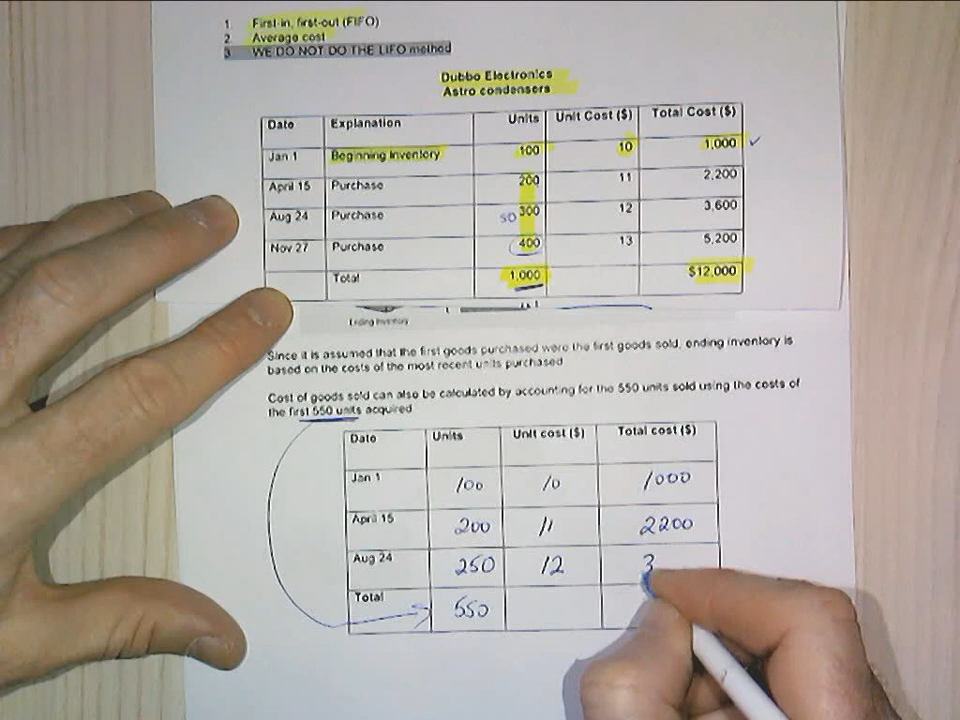 1. First-in, first-out (FIFO)
2. Average cost
3. WE DO NOT DO THE LIFO method
Dubbo Electronics
Astro condensers
Date Explanation Units Unit Cost ($) Total Cost ($)
Jan 1 Beginning Inventory 100 10 1,000 ✓
April 15 Purchase 200 11 2,200
Aug 24 Purchase 50 300 12 3,600
Nov 27 Purchase 400 13 5,200
Total 1,000 $12,000
Ending Inventory
Since it is assumed that the first goods purchased were the first goods sold, ending inventory is
based on the costs of the most recent units purchased
Cost of goods sold can also be calculated by accounting for the 550 units sold using the costs of
the first 550 units acquired
Date Units Unit cost ($) Total cost ($)
Jan 1 100 10 1000
April 15 200 11 2200
Aug 24 250 12 3
Total 550